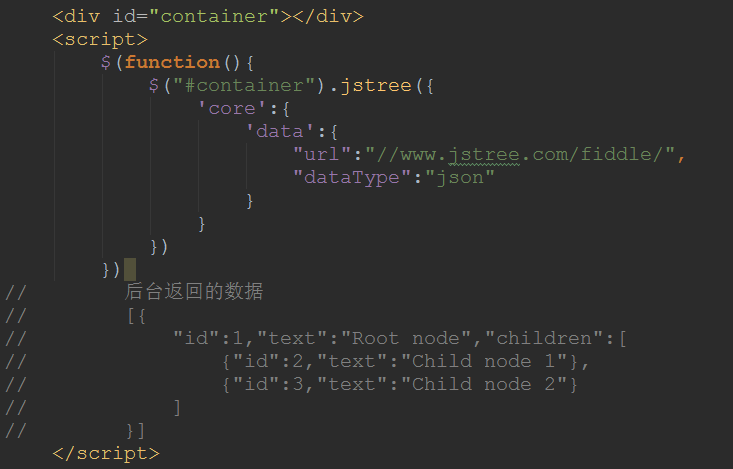 <div id="container"></div>
<script>
    $(function(){
        $("#container").jstree({
            'core':{
                'data':{
                    "url":"//www.jstree.com/fiddle/",
                    "dataType":"json"
                }
            }
        })
    })
//        后台返回的数据
//        [{
//            "id":1,"text":"Root node","children":[
//                {"id":2,"text":"Child node 1"},
//                {"id":3,"text":"Child node 2"}
//            ]
//        }]
</script>